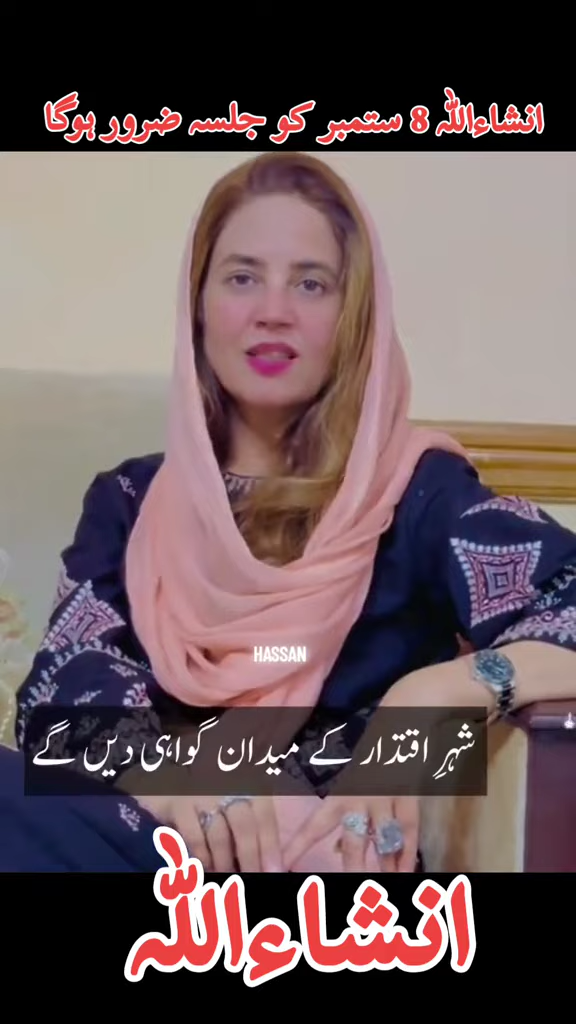 انشاءاللہ 8 ستمبر کو جلسہ ضرور ہوگا
HASSAN
شہرِ اقتدار کے میدان گواہی دیں گے
انشاءاللہ